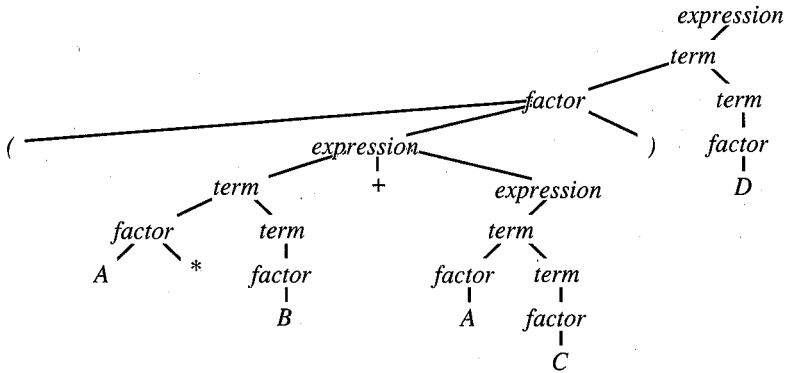 expression
term
factor term
( expression ) factor
term + expression D
factor term term
A * factor factor term
B A factor
C